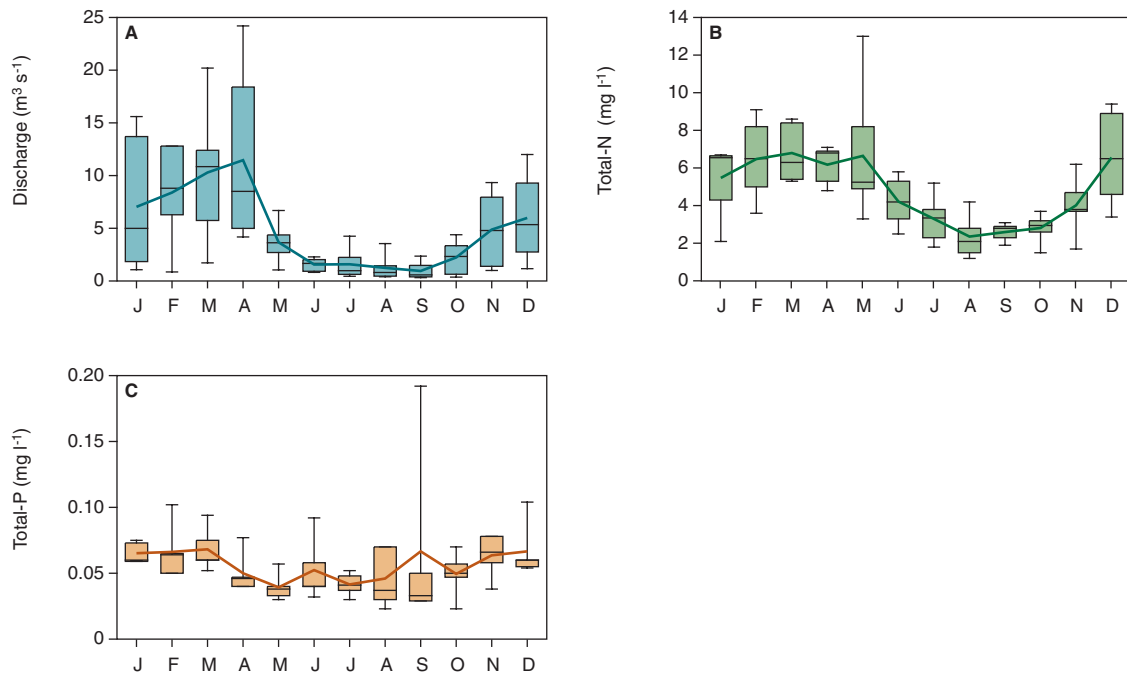 A
Discharge (m³ s⁻¹)
25
20
15
10
5
0
J F M A M J J A S O N D
B
Total-N (mg l⁻¹)
14
12
10
8
6
4
2
0
J F M A M J J A S O N D
C
Total-P (mg l⁻¹)
0.20
0.15
0.10
0.05
0
J F M A M J J A S O N D